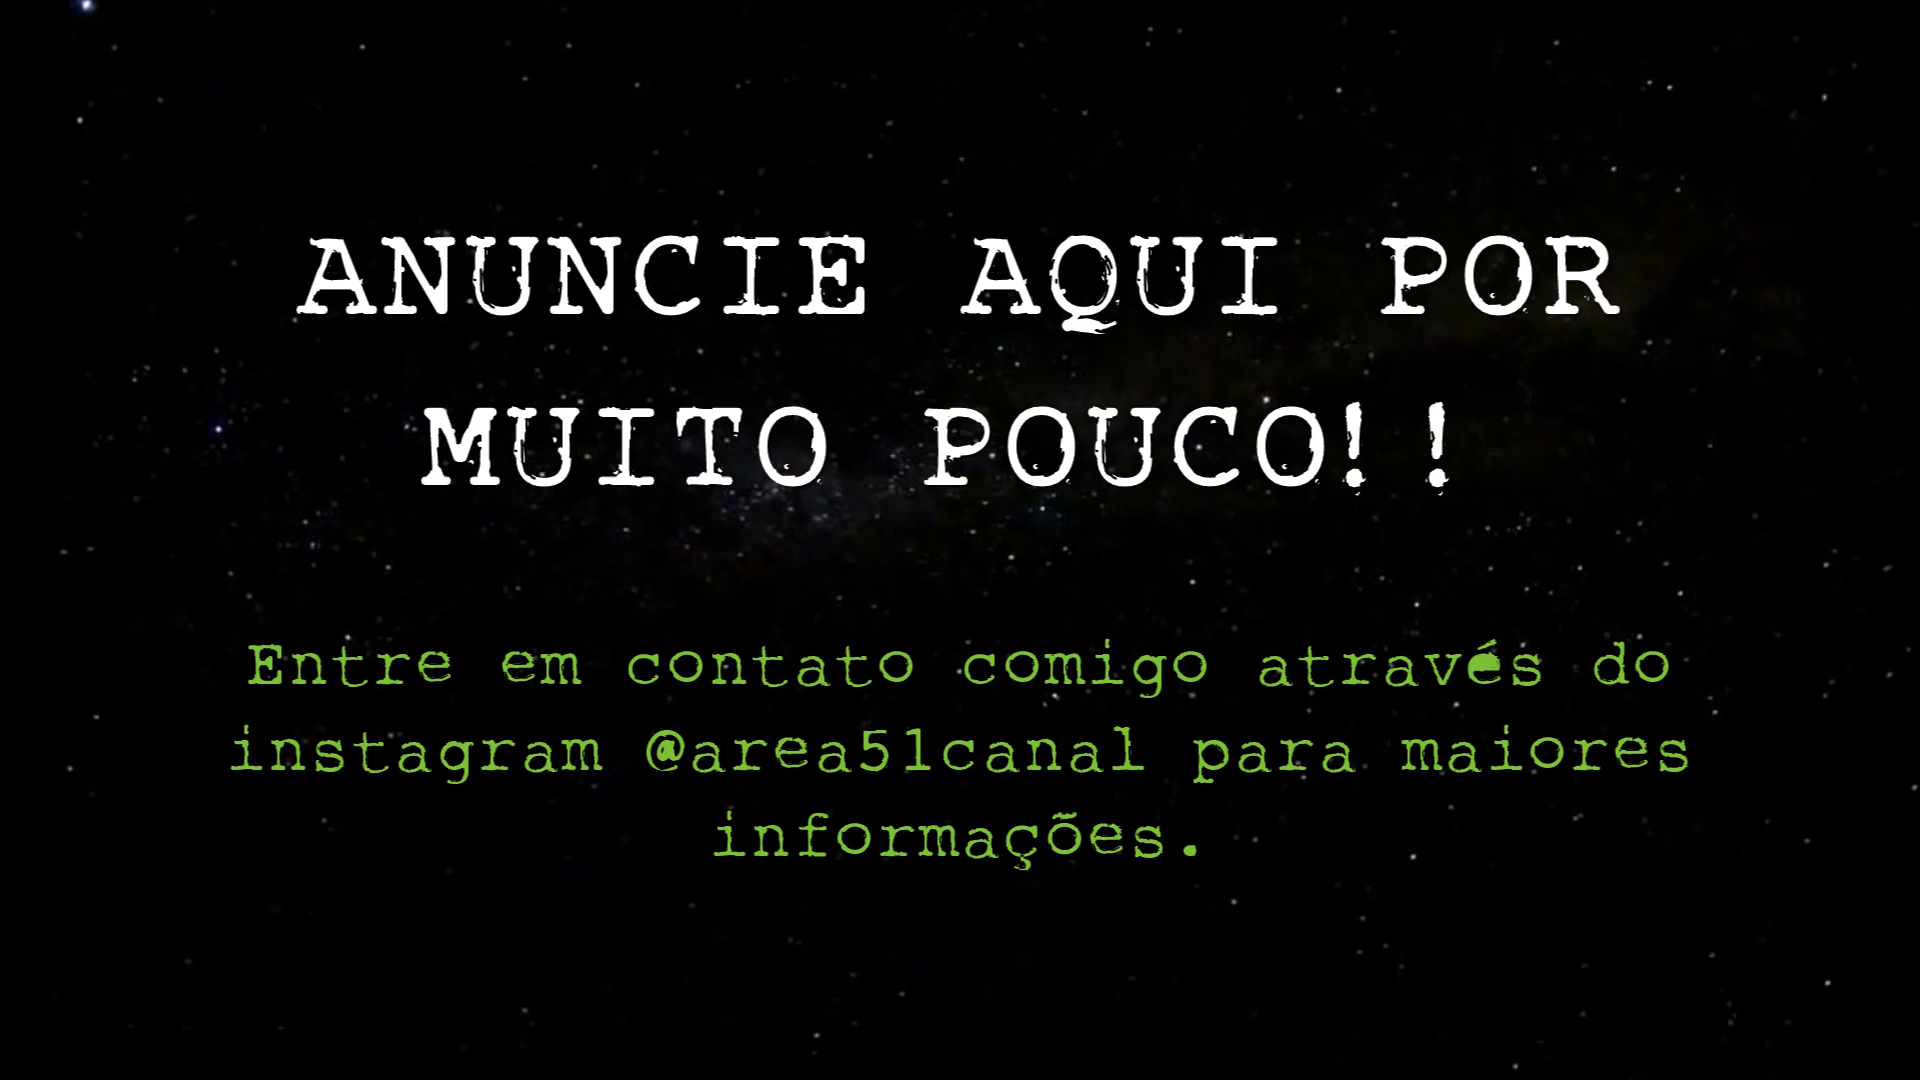 ANUNCIE AQUI POR
MUITO POUCO!!
Entre em contato comigo através do
instagram @area51canal para maiores
informações.